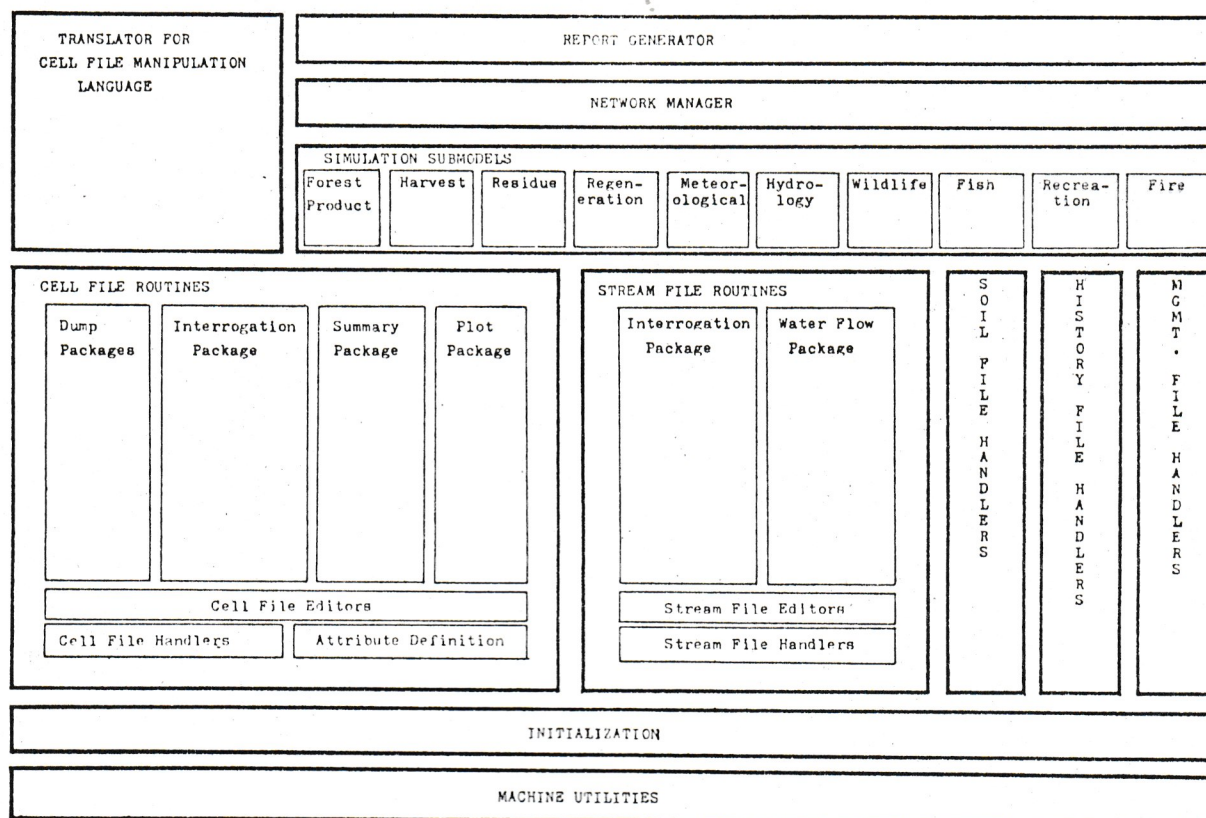 TRANSLATOR FOR
CELL FILE MANIPULATION
LANGUAGE
REPORT GENERATOR
NETWORK MANAGER
SIMULATION SUBMODELS
Forest
Product
Harvest
Residue
Regen-
eration
Meteor-
ological
Hydro-
logy
Wildlife
Fish
Recrea-
tion
Fire
CELL FILE ROUTINES
Dump
Packages
Interrogation
Package
Summary
Package
Plot
Package
Cell File Editors
Cell File Handlers
Attribute Definition
STREAM FILE ROUTINES
Interrogation
Package
Water Flow
Package
Stream File Editors
Stream File Handlers
SOIL FILE HANDLERS
HISTORY FILE HANDLERS
MGMT. FILE HANDLERS
INITIALIZATION
MACHINE UTILITIES